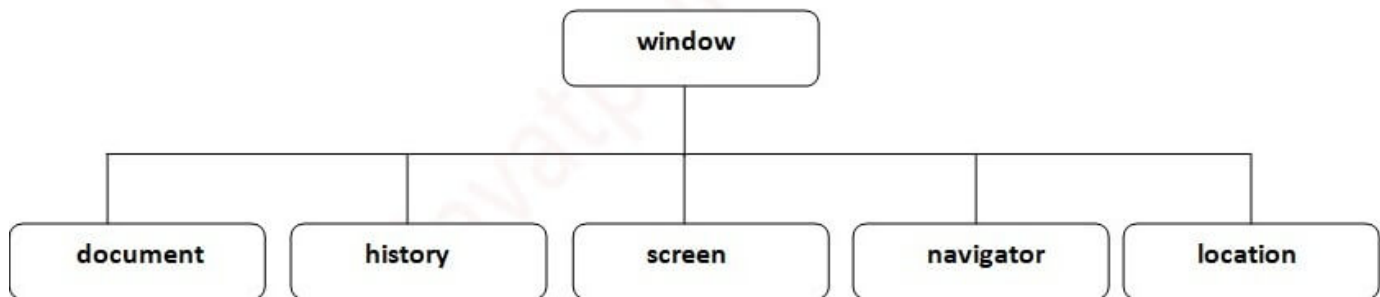 window
document
history
screen
navigator
location